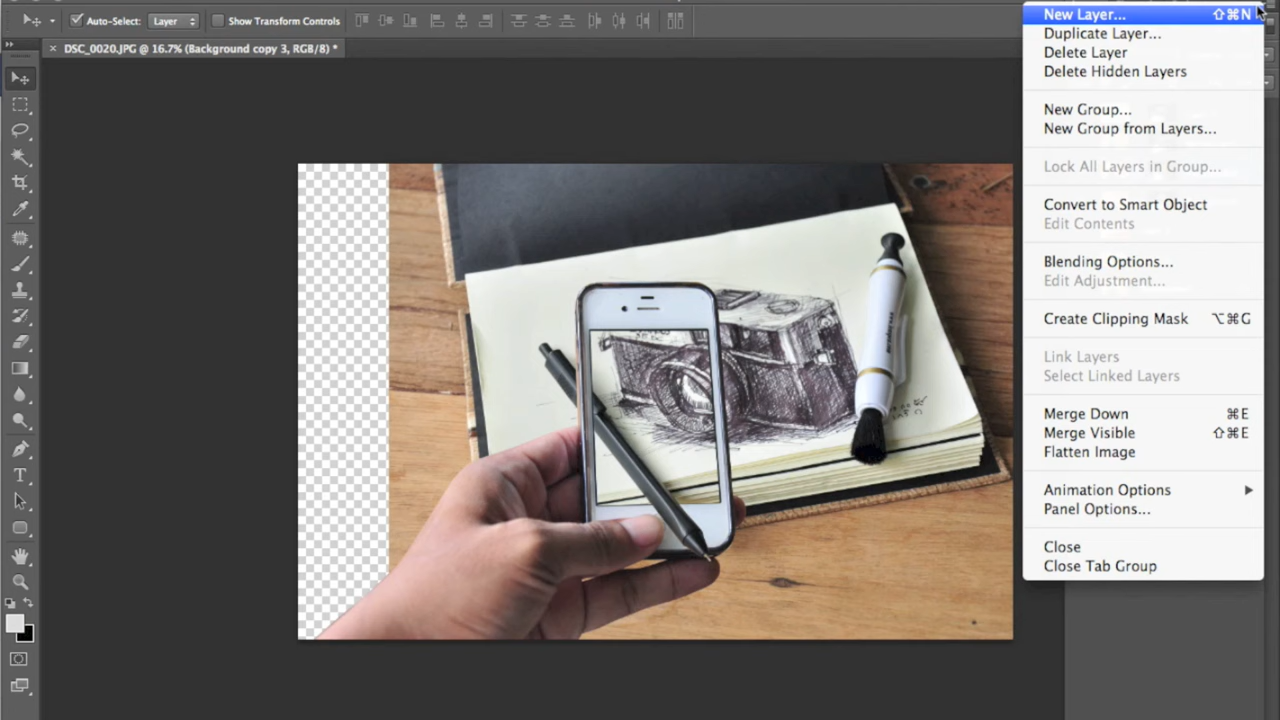 Auto-Select: Layer Show Transform Controls
DSC_0020.JPG @ 16.7% (Background copy 3, RGB/8) *
New Layer... ⇧⌘N
Duplicate Layer...
Delete Layer
Delete Hidden Layers
New Group...
New Group from Layers...
Lock All Layers in Group...
Convert to Smart Object
Edit Contents
Blending Options...
Edit Adjustment...
Create Clipping Mask ⌥⌘G
Link Layers
Select Linked Layers
Merge Down ⌘E
Merge Visible ⇧⌘E
Flatten Image
Animation Options
Panel Options...
Close
Close Tab Group